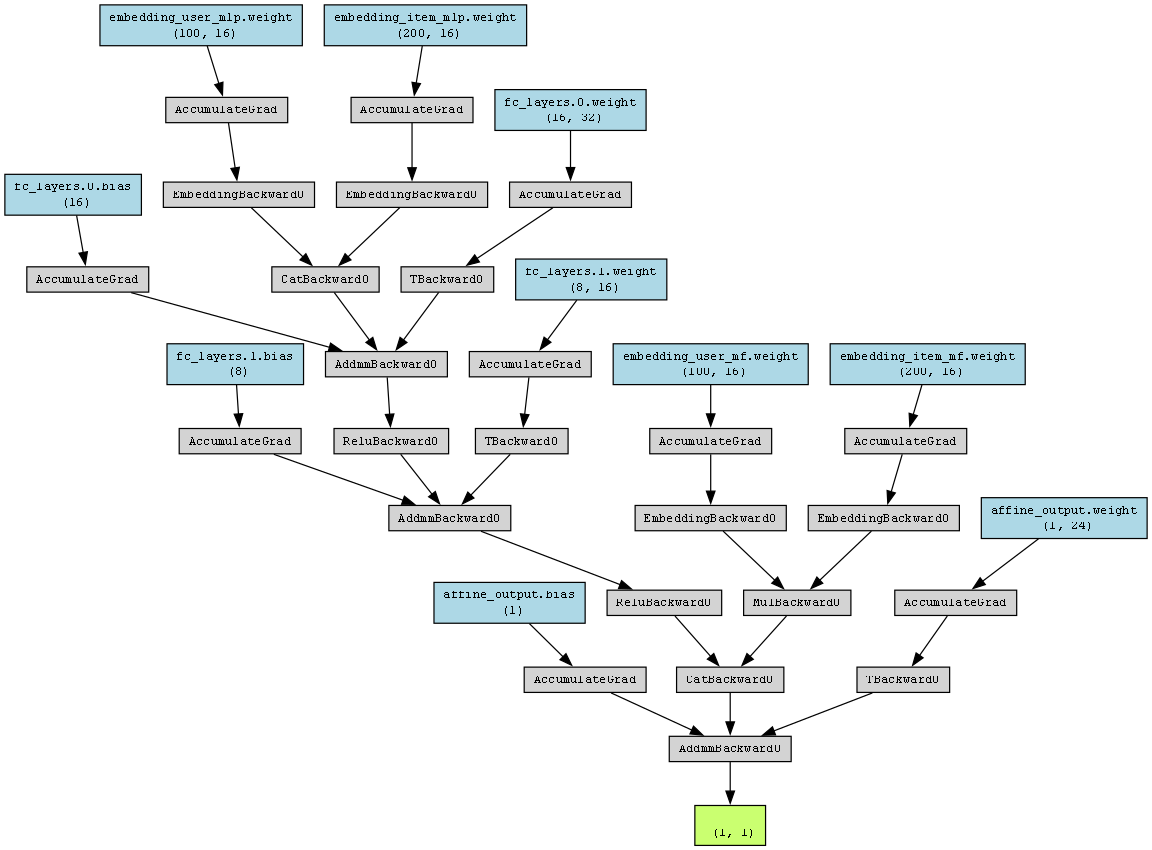 embedding_user_mlp.weight
(100, 16)
embedding_item_mlp.weight
(200, 16)
AccumulateGrad
AccumulateGrad
fc_layers.0.weight
(16, 32)
fc_layers.0.bias
(16)
EmbeddingBackward0
EmbeddingBackward0
AccumulateGrad
AccumulateGrad
CatBackward0
TBackward0
fc_layers.1.weight
(8, 16)
fc_layers.1.bias
(8)
AddmmBackward0
AccumulateGrad
embedding_user_mf.weight
(100, 16)
embedding_item_mf.weight
(200, 16)
AccumulateGrad
ReluBackward0
TBackward0
AccumulateGrad
AccumulateGrad
AddmmBackward0
EmbeddingBackward0
EmbeddingBackward0
affine_output.weight
(1, 24)
affine_output.bias
(1)
ReluBackward0
MulBackward0
AccumulateGrad
AccumulateGrad
CatBackward0
TBackward0
AddmmBackward0
(1, 1)